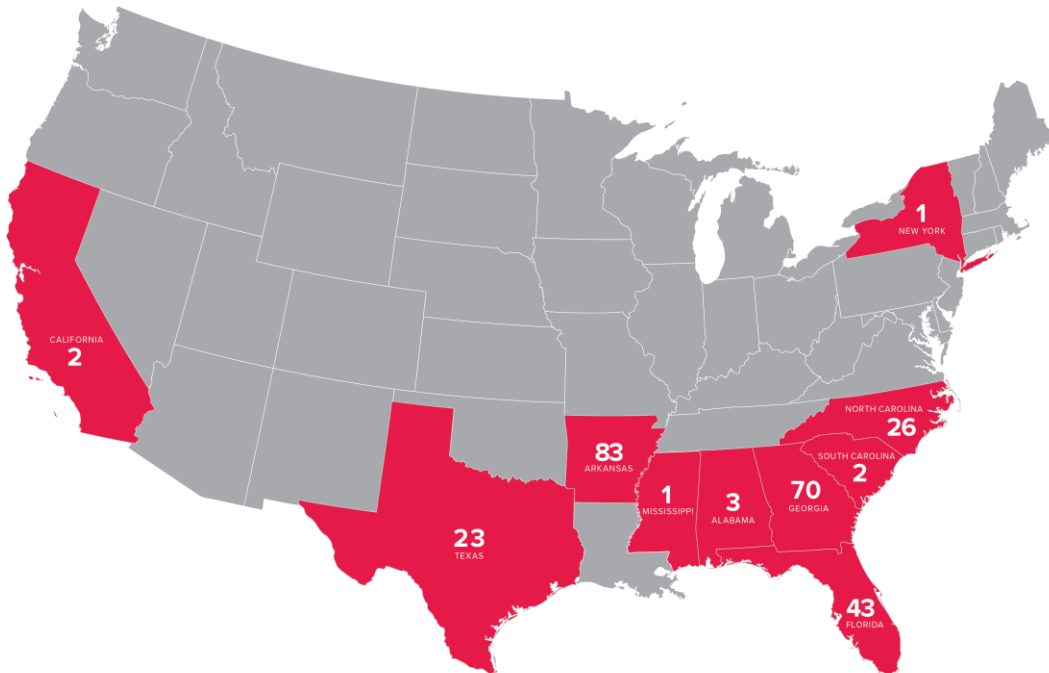 1
NEW YORK
CALIFORNIA
2
NORTH CAROLINA
26
83
ARKANSAS
SOUTH CAROLINA
2
1
MISSISSIPPI
3
ALABAMA
70
GEORGIA
23
TEXAS
43
FLORIDA